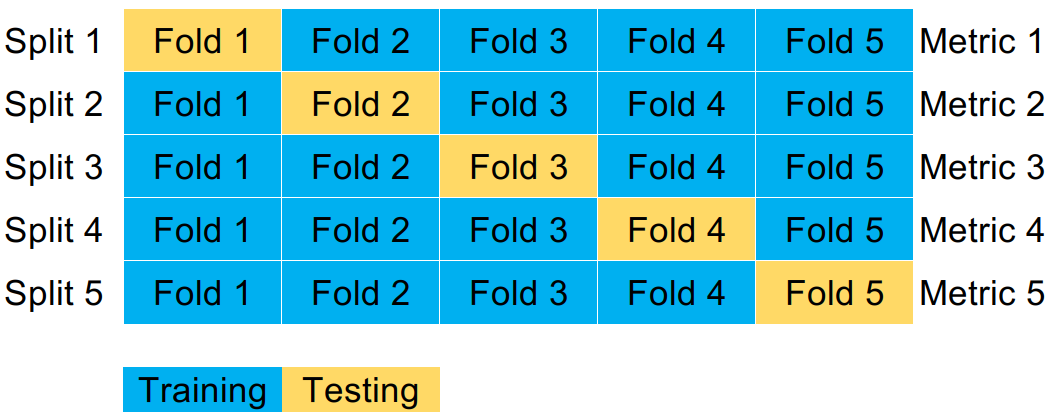 Split 1 Fold 1 Fold 2 Fold 3 Fold 4 Fold 5 Metric 1
Split 2 Fold 1 Fold 2 Fold 3 Fold 4 Fold 5 Metric 2
Split 3 Fold 1 Fold 2 Fold 3 Fold 4 Fold 5 Metric 3
Split 4 Fold 1 Fold 2 Fold 3 Fold 4 Fold 5 Metric 4
Split 5 Fold 1 Fold 2 Fold 3 Fold 4 Fold 5 Metric 5
Training Testing